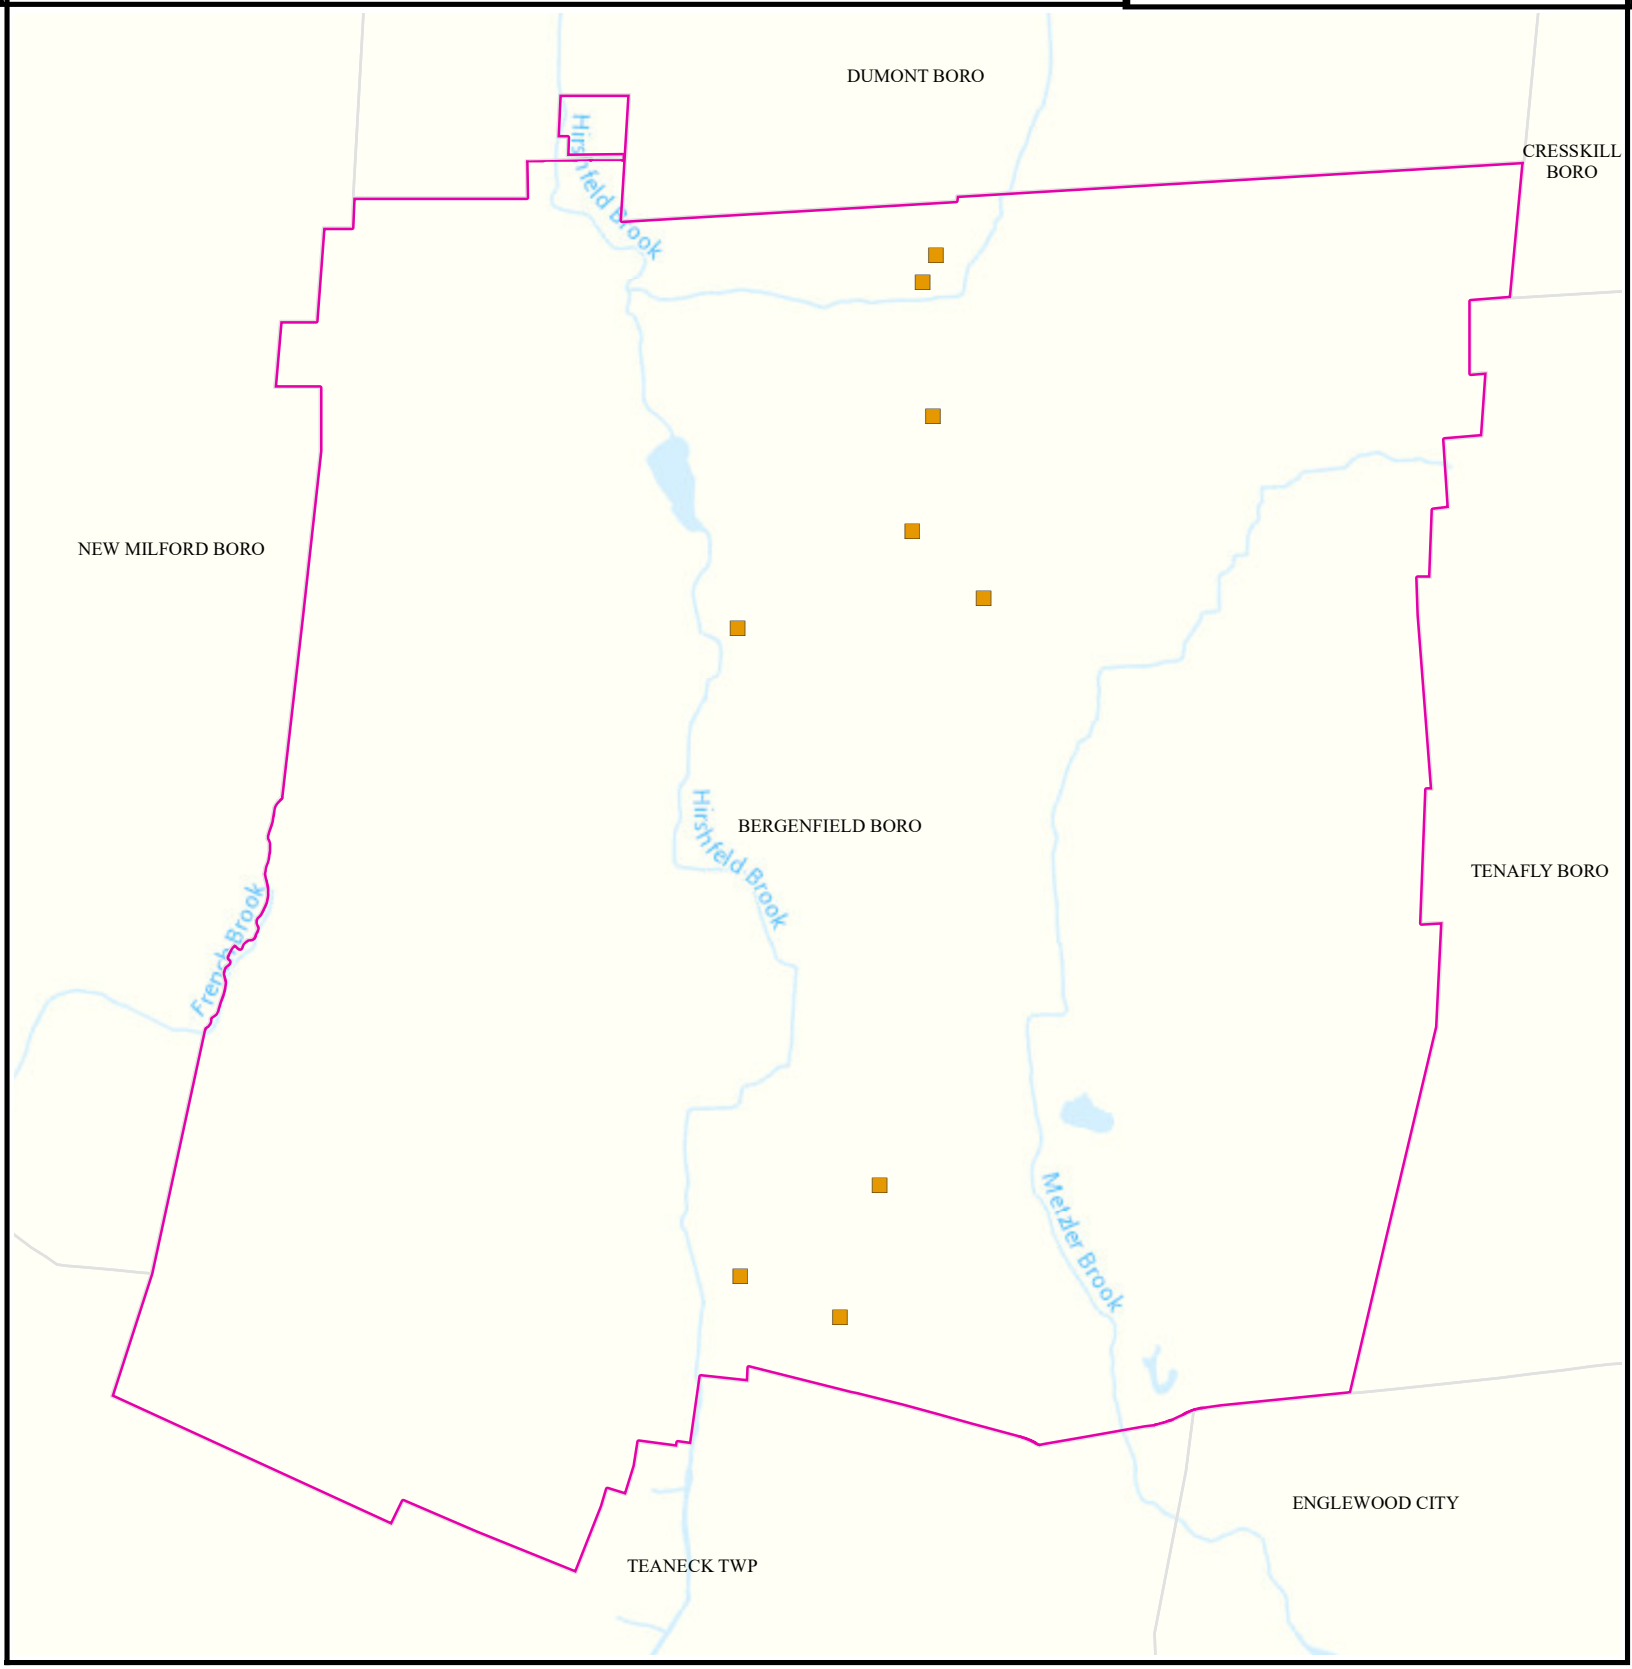 DUMONT BORO
Hirshfeld Brook
CRESSKILL
BORO
NEW MILFORD BORO
Hirshfeld Brook
BERGENFIELD BORO
TENAFLY BORO
French Brook
Metzler Brook
ENGLEWOOD CITY
TEANECK TWP